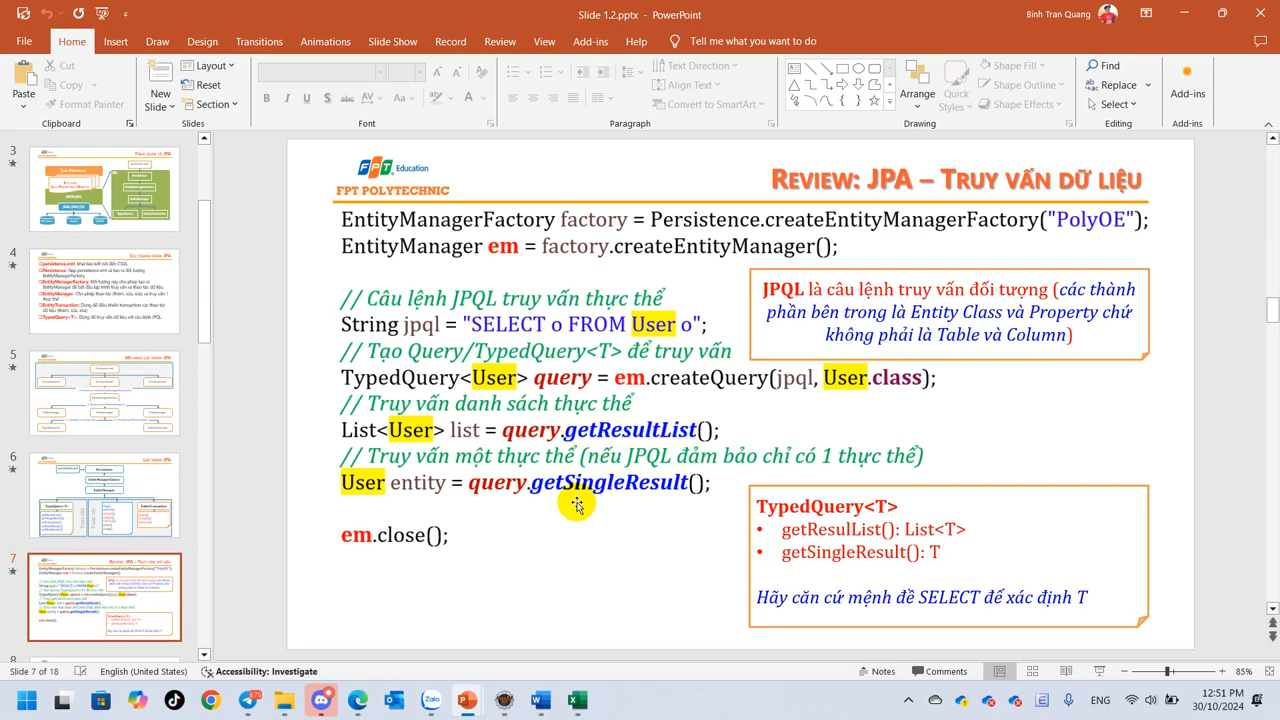 Binh Tran Quang
File Home Insert Draw Design Transitions Animations Slide Show Record Review View Add-ins Tell me what you want to do
Paste
Cut
Copy
Format Painter
Clipboard
New Slide
Layout
Reset
Section
Slides
Font
Text Direction
Align Text
Convert to SmartArt
Paragraph
Arrange
Quick Styles
Shape Fill
Shape Outline
Shape Effects
Drawing
Find
Replace
Select
Editing
Add-ins
Add-ins
3
4
5
6
7
8
FPT Education
FPT POLYTECHNIC
REVIEW: JPA – TRUY VẤN DỮ LIỆU
EntityManagerFactory factory = Persistence.createEntityManagerFactory("PolyOE");
EntityManager em = factory.createEntityManager();
// Câu lệnh JPQL truy vấn thực thể
String jpql = "SELECT o FROM User o";
// Tạo Query/TypedQuery<T> để truy vấn
TypedQuery<User> query = em.createQuery(jpql, User.class);
// Truy vấn danh sách thực thể
List<User> list = query.getResultList();
// Truy vấn một thực thể (nếu JPQL đảm bảo chỉ có 1 thực thể)
User entity = query.getSingleResult();
em.close();
JPQL là câu lệnh truy vấn đối tượng (các thành
phần bên trong là Entity Class và Property chứ
không phải là Table và Column)
TypedQuery<T>
• getResulList(): List<T>
• getSingleResult(): T
Hãy căn cứ mệnh đề SELECT để xác định T
Slide 7 of 18 English (United States) Accessibility: Investigate Notes Comments 85%
Zalo ENG 12:51 PM
30/10/2024